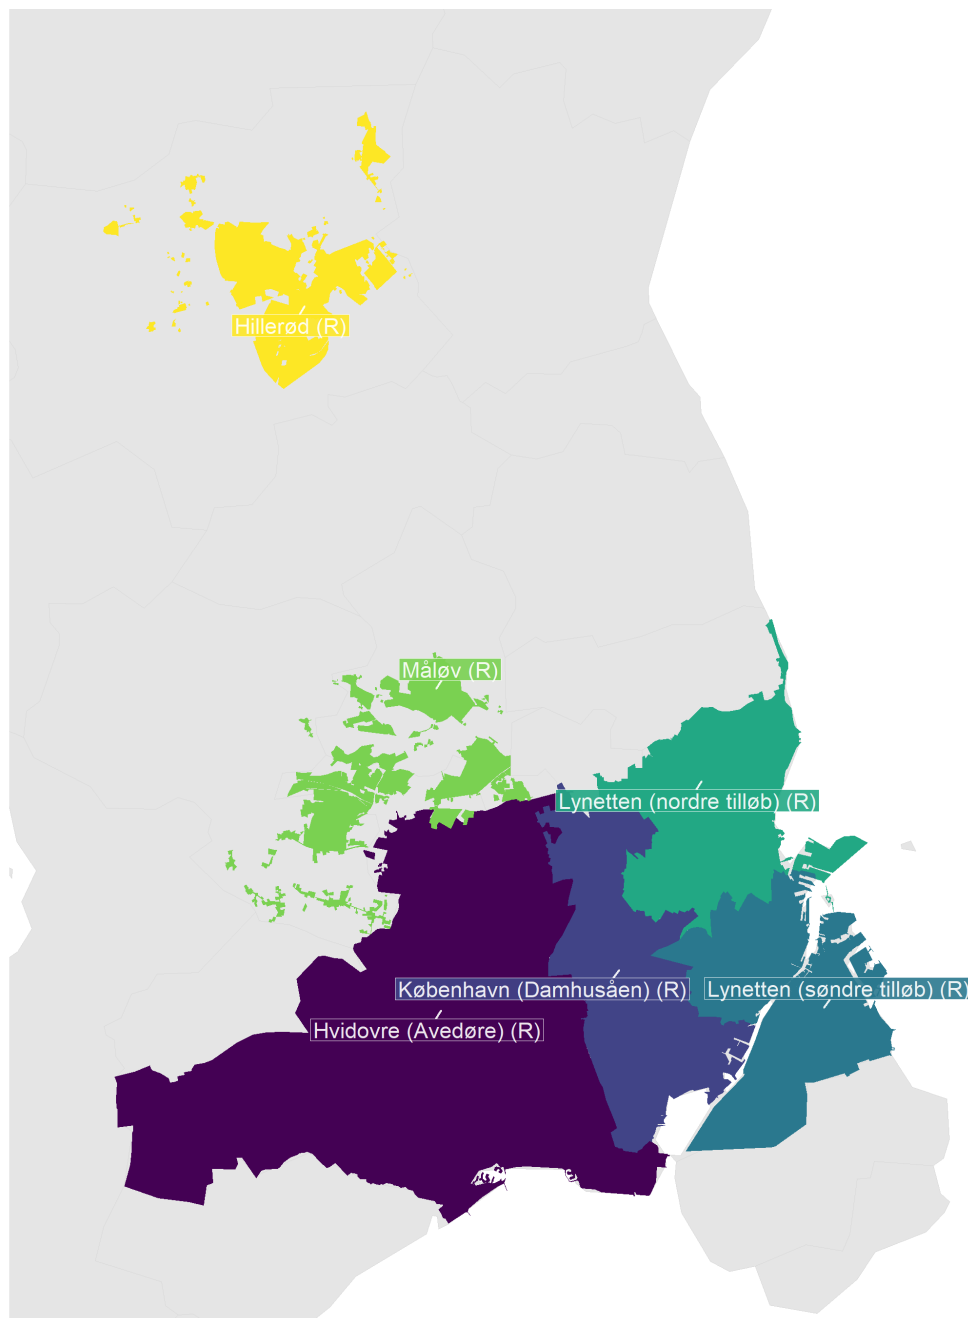 Hillerød (R)
Måløv (R)
Lynetten (nordre tilløb) (R)
København (Damhusåen) (R)
Lynetten (søndre tilløb) (R)
Hvidovre (Avedøre) (R)